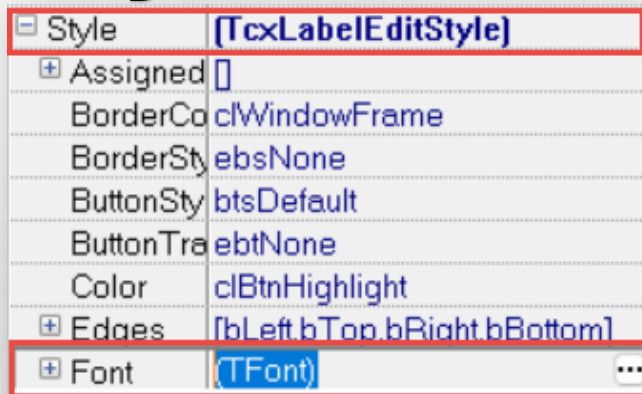 Style (TcxLabelEditStyle)
Assigned []
BorderCo clWindowFrame
BorderSty ebsNone
ButtonSty btsDefault
ButtonTra ebtNone
Color clBtnHighlight
Edges [bLeft,bTop,bRight,bBottom]
Font (TFont) ...